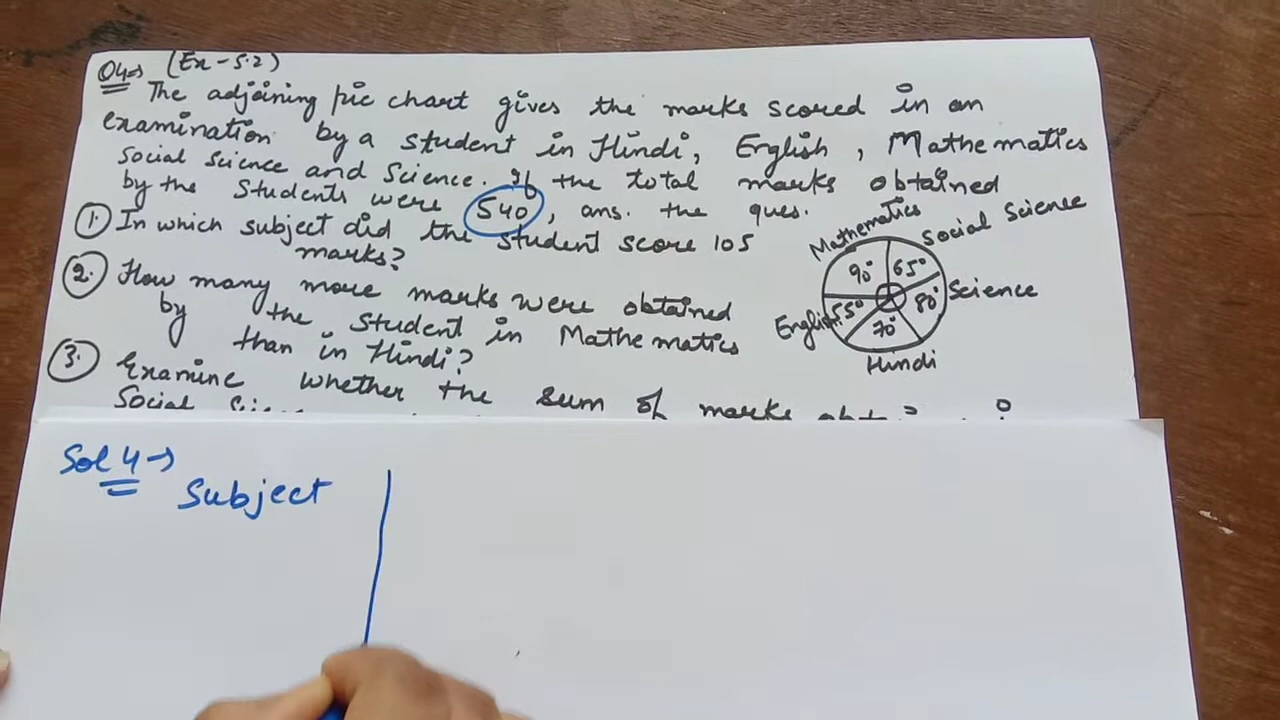 Q4⇒ (Ex-5.2)
The adjoining pie chart gives the marks scored in an
examination by a student in Hindi, English, Mathematics
Social Science and Science. If the total marks obtained
by the students were 540, ans. the ques.
1. In which subject did the student score 105
marks?
2. How many more marks were obtained
by the student in Mathematics
than in Hindi?
3. Examine whether the sum of marks
Social
Mathematics
Social Science
90° 65°
Science
80°
English 55°
70°
Hindi
Sol 4→
Subject